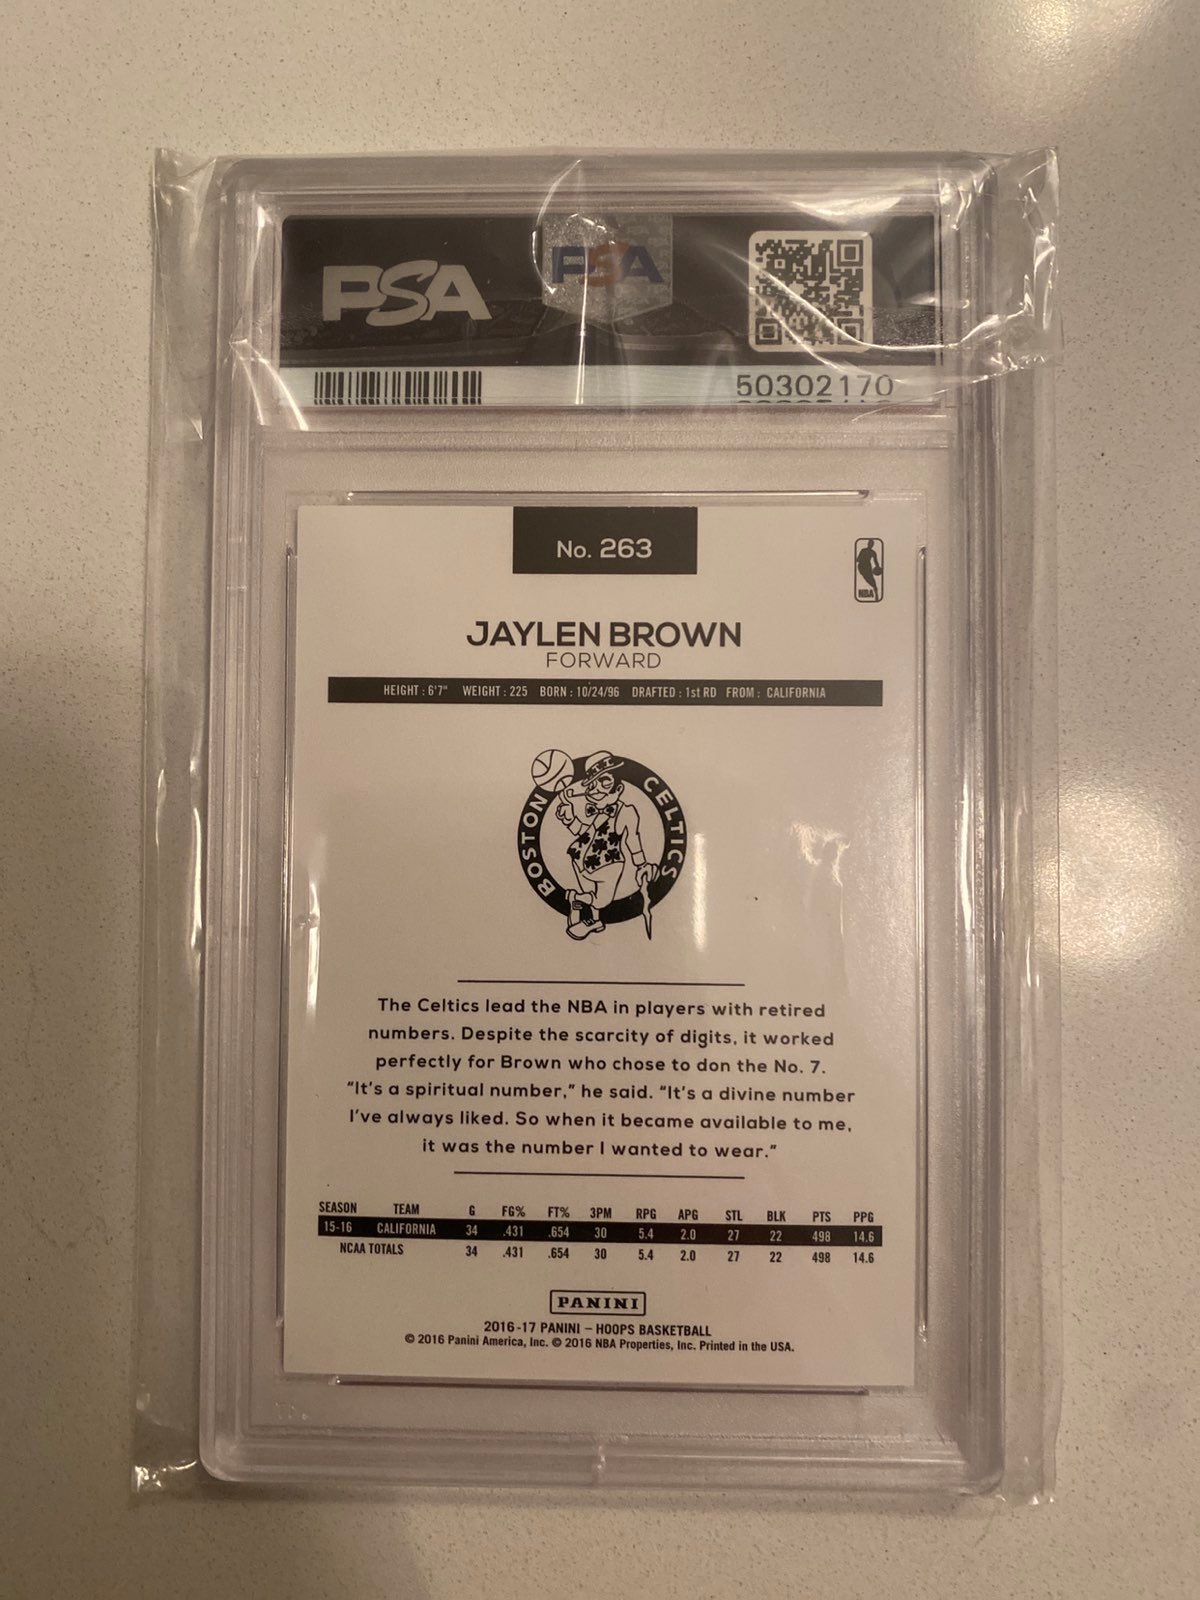 PSA
PSA
50302170
No. 263
NBA
JAYLEN BROWN
FORWARD
HEIGHT : 6'7" WEIGHT : 225 BORN : 10/24/96 DRAFTED : 1st RD FROM : CALIFORNIA
BOSTON CELTICS
The Celtics lead the NBA in players with retired
numbers. Despite the scarcity of digits, it worked
perfectly for Brown who chose to don the No. 7.
"It's a spiritual number," he said. "It's a divine number
I've always liked. So when it became available to me,
it was the number I wanted to wear."
SEASON TEAM G FG% FT% 3PM RPG APG STL BLK PTS PPG
15-16 CALIFORNIA 34 .431 .654 30 5.4 2.0 27 22 498 14.6
NCAA TOTALS 34 .431 .654 30 5.4 2.0 27 22 498 14.6
PANINI
2016-17 PANINI – HOOPS BASKETBALL
© 2016 Panini America, Inc. © 2016 NBA Properties, Inc. Printed in the USA.